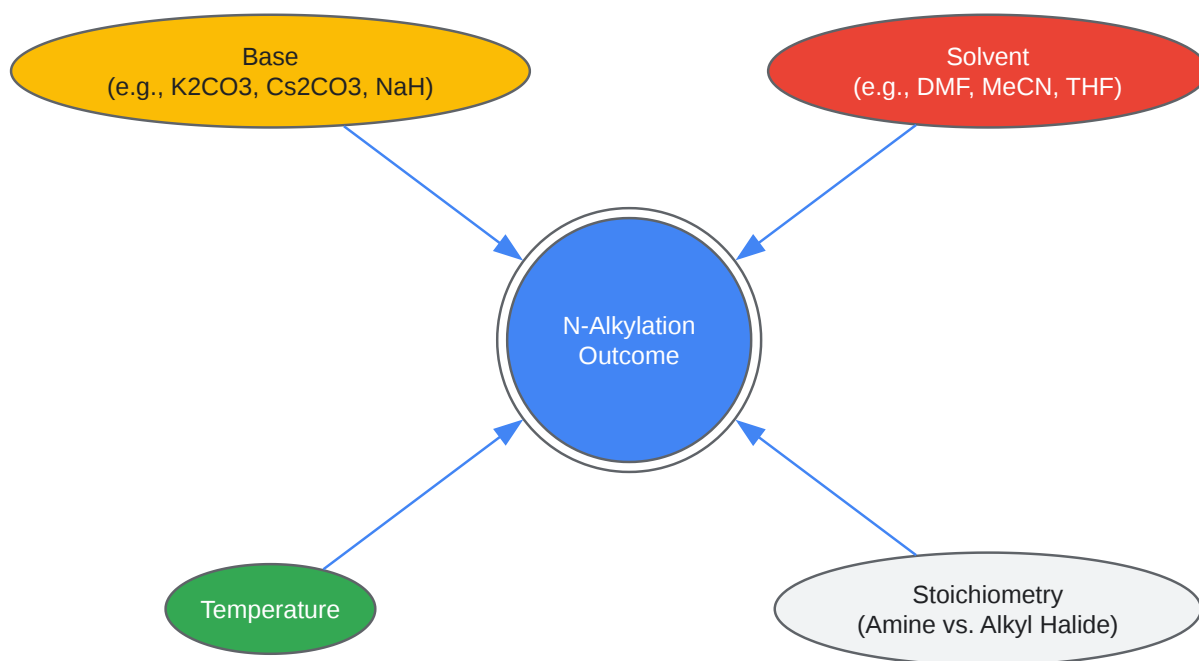 Base
(e.g., K2CO3, Cs2CO3, NaH)
Solvent
(e.g., DMF, MeCN, THF)
N-Alkylation
Outcome
Temperature
Stoichiometry
(Amine vs. Alkyl Halide)